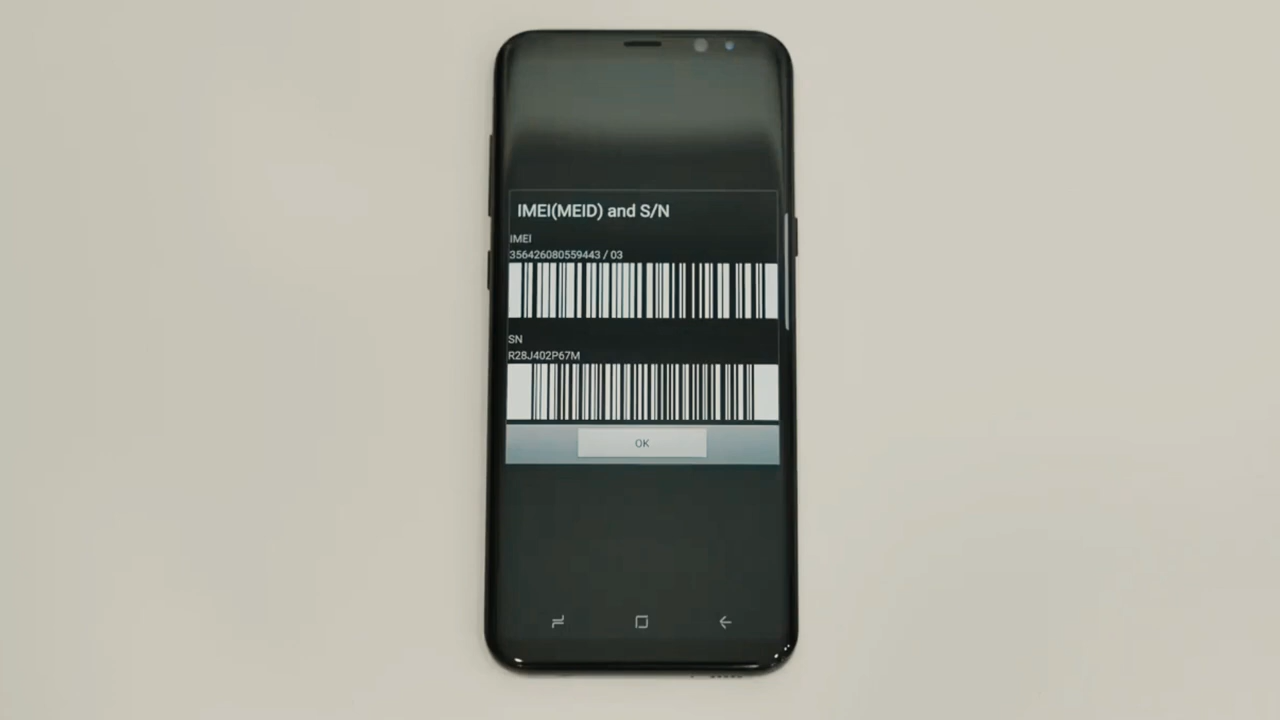 IMEI(MEID) and S/N
IMEI
356426080559443 / 03
SN
R28J402P67M
OK